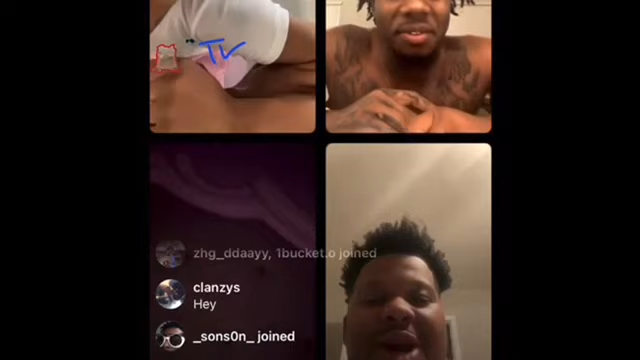 TV
zhg_ddaayy, 1bucket.o joined
clanzys
Hey
_sons0n_ joined